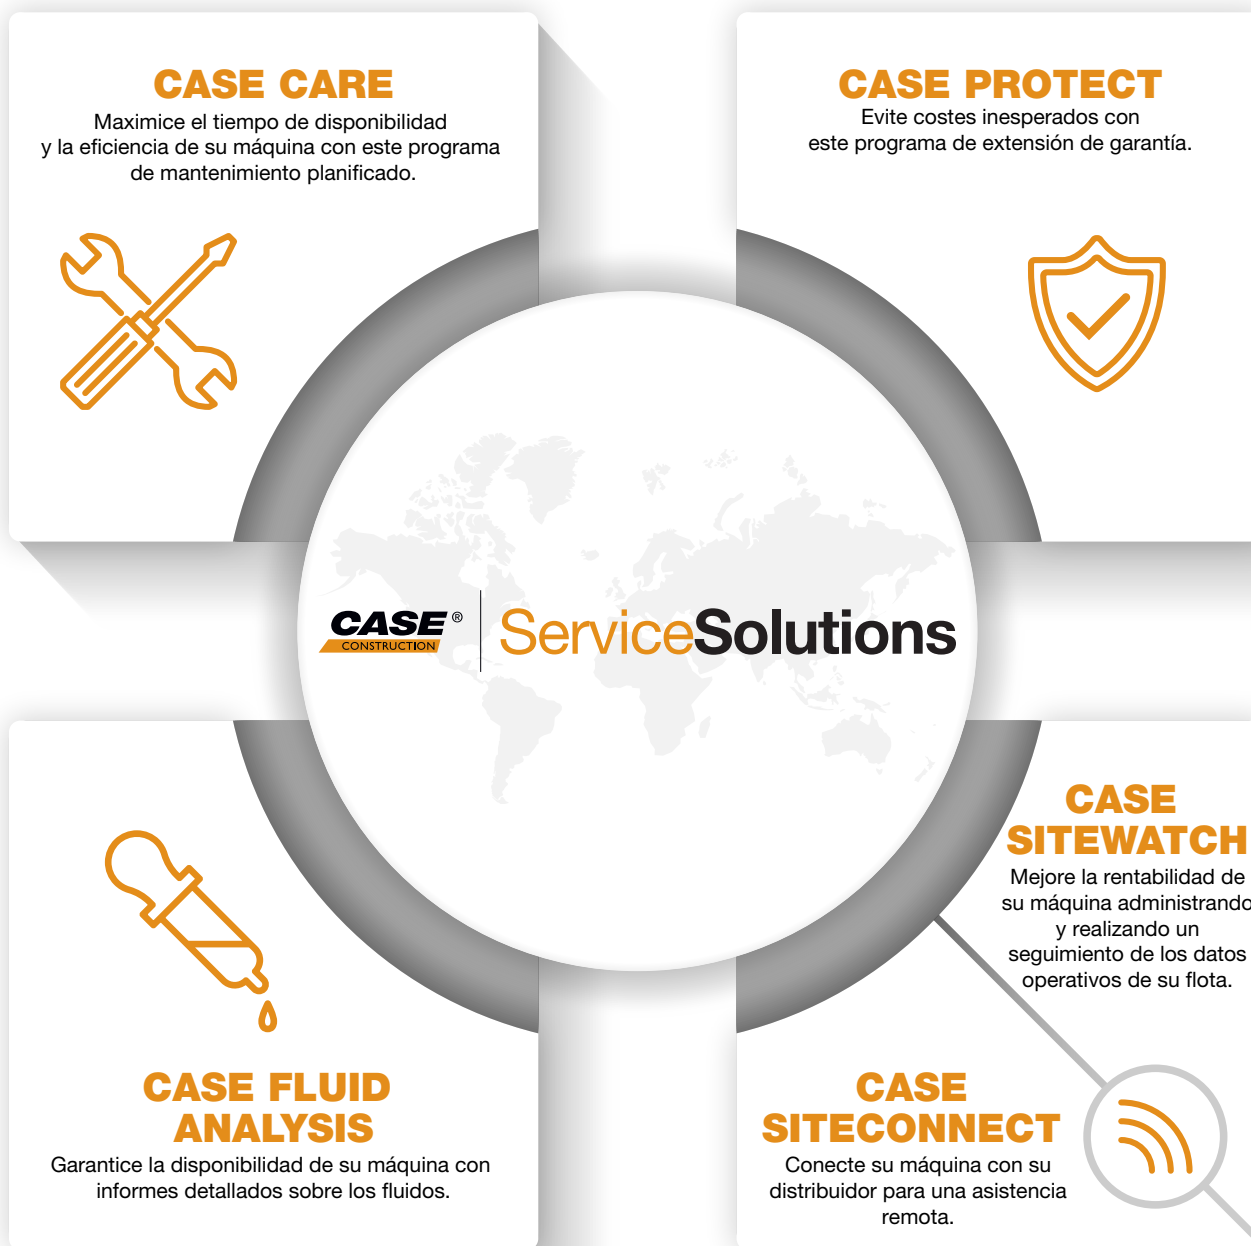 CASE CARE
Maximice el tiempo de disponibilidad
y la eficiencia de su máquina con este programa
de mantenimiento planificado.
CASE PROTECT
Evite costes inesperados con
este programa de extensión de garantía.
CASE ®
CONSTRUCTION
ServiceSolutions
CASE FLUID
ANALYSIS
Garantice la disponibilidad de su máquina con
informes detallados sobre los fluidos.
CASE
SITEWATCH
Mejore la rentabilidad de
su máquina administrando
y realizando un
seguimiento de los datos
operativos de su flota.
CASE
SITECONNECT
Conecte su máquina con su
distribuidor para una asistencia
remota.